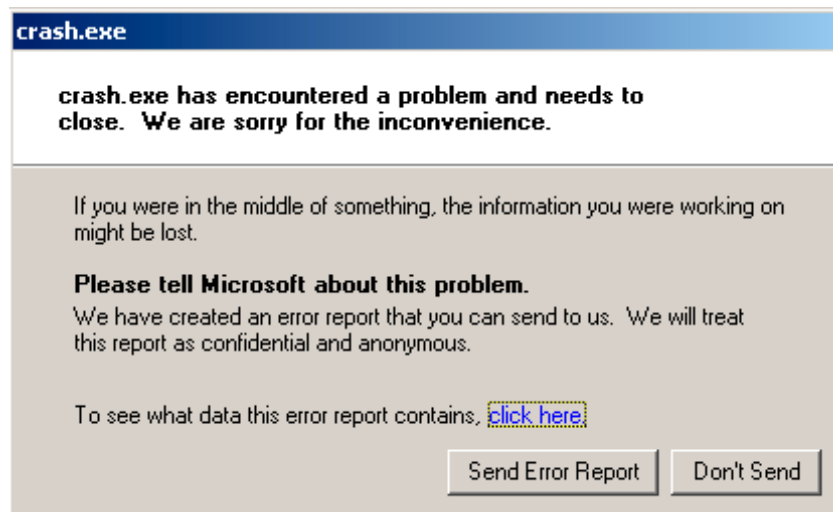 crash.exe
crash.exe has encountered a problem and needs to
close.  We are sorry for the inconvenience.
If you were in the middle of something, the information you were working on
might be lost.
Please tell Microsoft about this problem.
We have created an error report that you can send to us.  We will treat
this report as confidential and anonymous.
To see what data this error report contains, click here.
Send Error Report
Don't Send